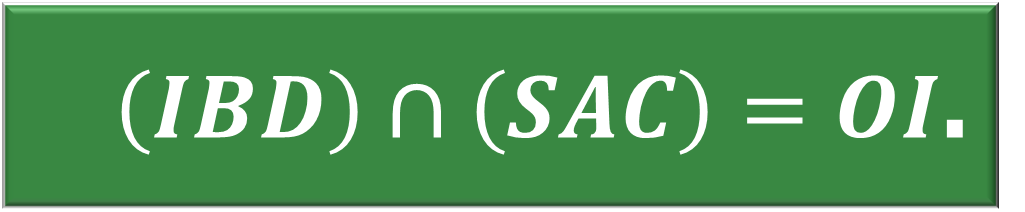 (IBD) ∩ (SAC) = OI.